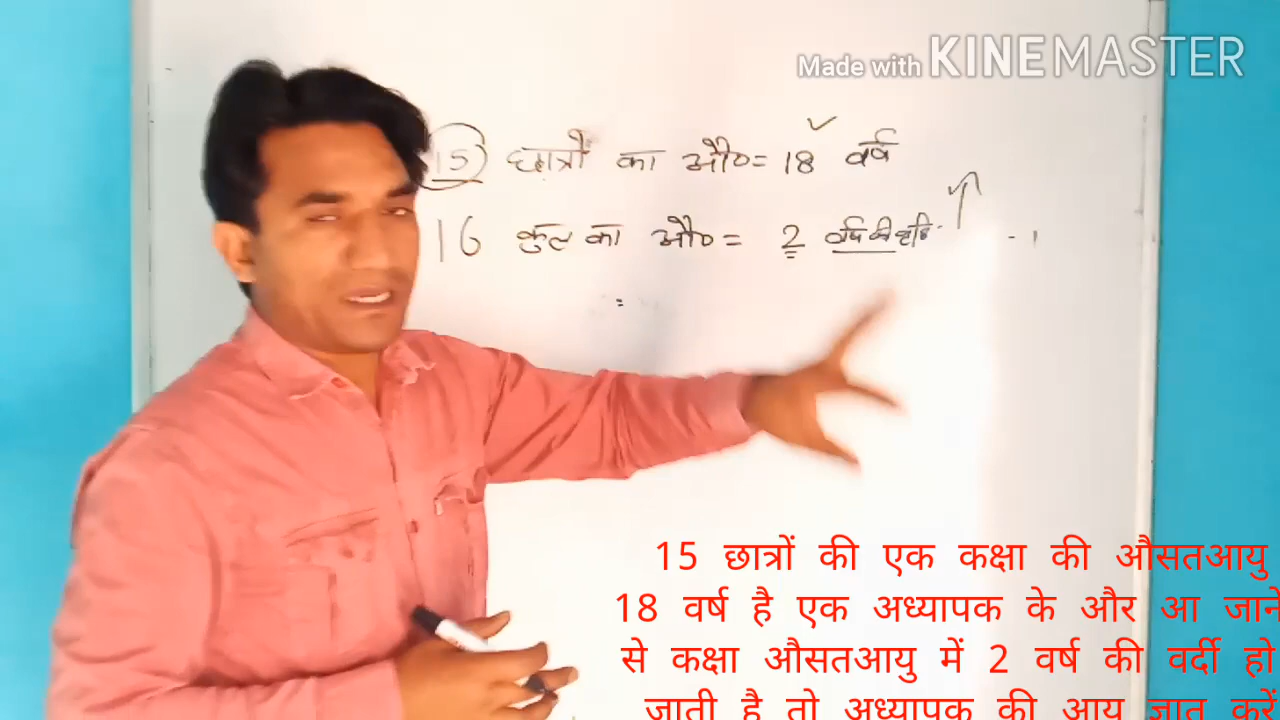 Made with KINEMASTER
15 छात्रों का औ० = 18 वर्ष
16 कुल का औ० = 2 वर्ष की वृद्धि
15 छात्रों की एक कक्षा की औसतआयु
18 वर्ष है एक अध्यापक के और आ जाने
से कक्षा औसतआयु में 2 वर्ष की वर्दी हो
जाती है तो अध्यापक की आयु ज्ञात करें